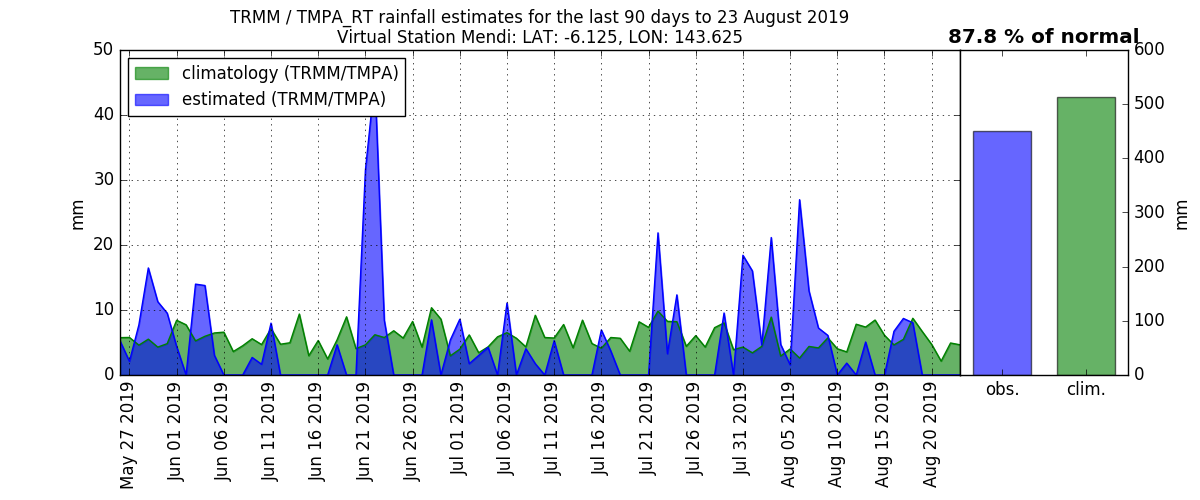 TRMM / TMPA_RT rainfall estimates for the last 90 days to 23 August 2019
Virtual Station Mendi: LAT: -6.125, LON: 143.625
87.8 % of normal
climatology (TRMM/TMPA)
estimated (TRMM/TMPA)
50
40
30
20
10
0
mm
May 27 2019
Jun 01 2019
Jun 06 2019
Jun 11 2019
Jun 16 2019
Jun 21 2019
Jun 26 2019
Jul 01 2019
Jul 06 2019
Jul 11 2019
Jul 16 2019
Jul 21 2019
Jul 26 2019
Jul 31 2019
Aug 05 2019
Aug 10 2019
Aug 15 2019
Aug 20 2019
obs.
clim.
600
500
400
300
200
100
0
mm